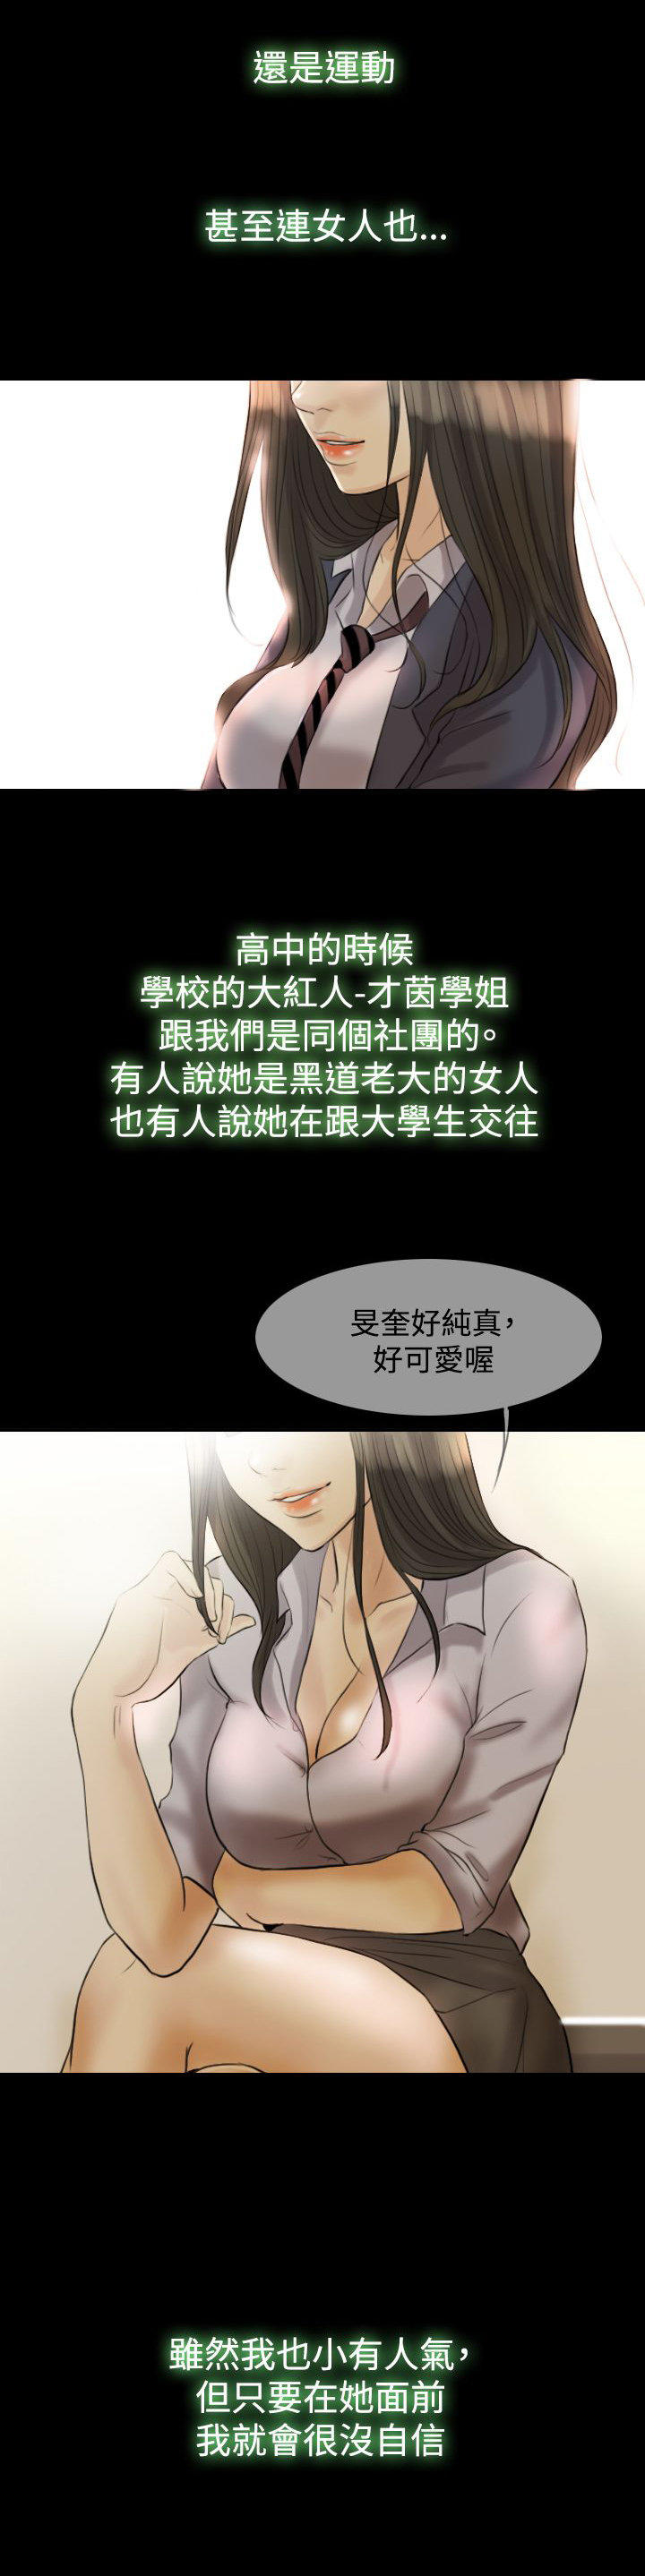 還是運動
甚至連女人也...
高中的時候
學校的大紅人-才茵學姐
跟我們是同個社團的。
有人說她是黑道老大的女人
也有人說她在跟大學生交往
旻奎好純真，
好可愛喔
雖然我也小有人氣，
但只要在她面前
我就會很沒自信